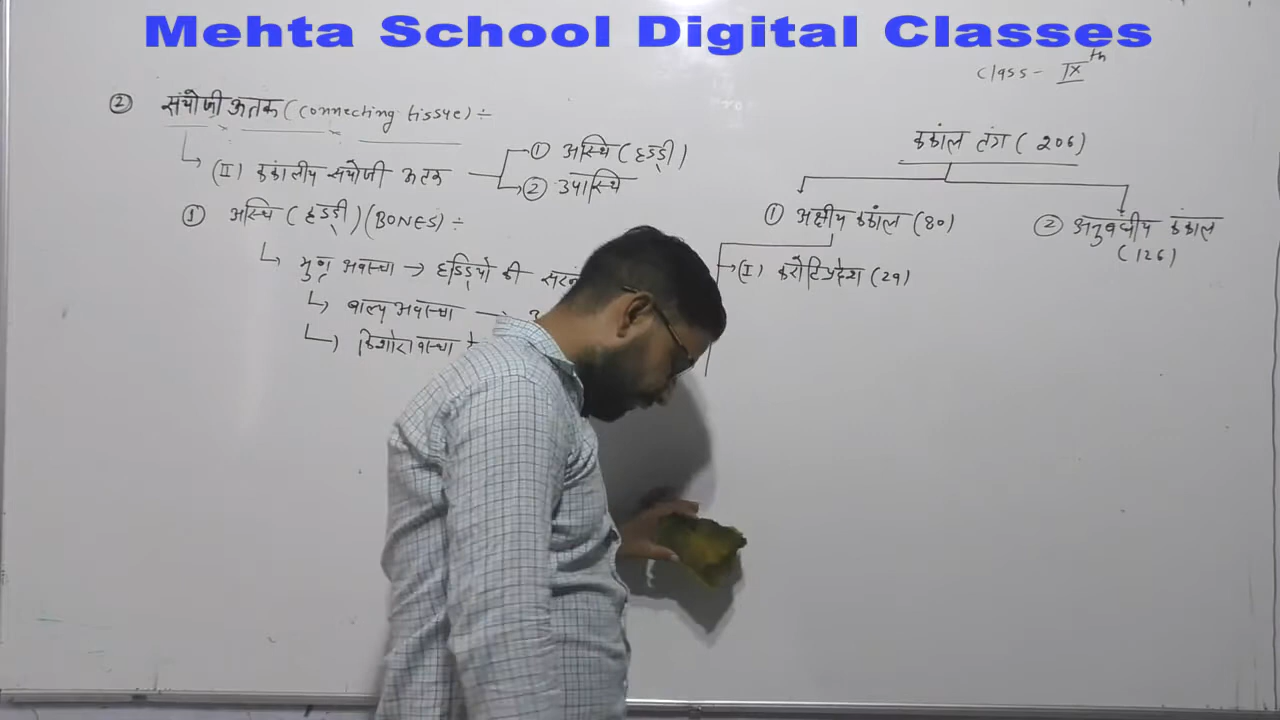 Mehta School Digital Classes
Class - IXth
② संयोजी ऊतक (connecting tissue) ÷
(II) कंकालीय संयोजी ऊतक
① अस्थि (हड्डी)
② उपास्थि
① अस्थि (हड्डी) (BONES) ÷
भ्रूण अवस्था → हड्डियो की
बाल्य अवस्था →
किशोरावस्था
कंकाल तंत्र (206)
① अक्षीय कंकाल (80)
② अनुबंधीय कंकाल
(126)
(I) करोटिप्रदेश (29)